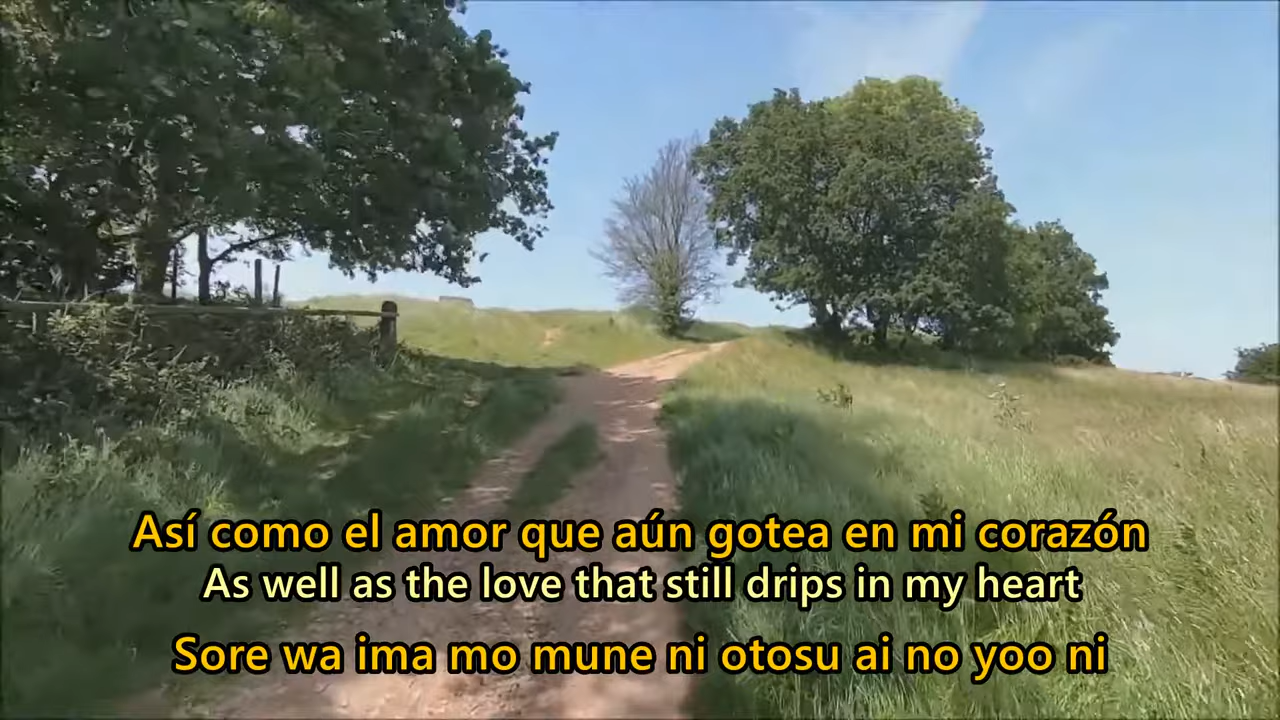 Así como el amor que aún gotea en mi corazón
As well as the love that still drips in my heart
Sore wa ima mo mune ni otosu ai no yoo ni